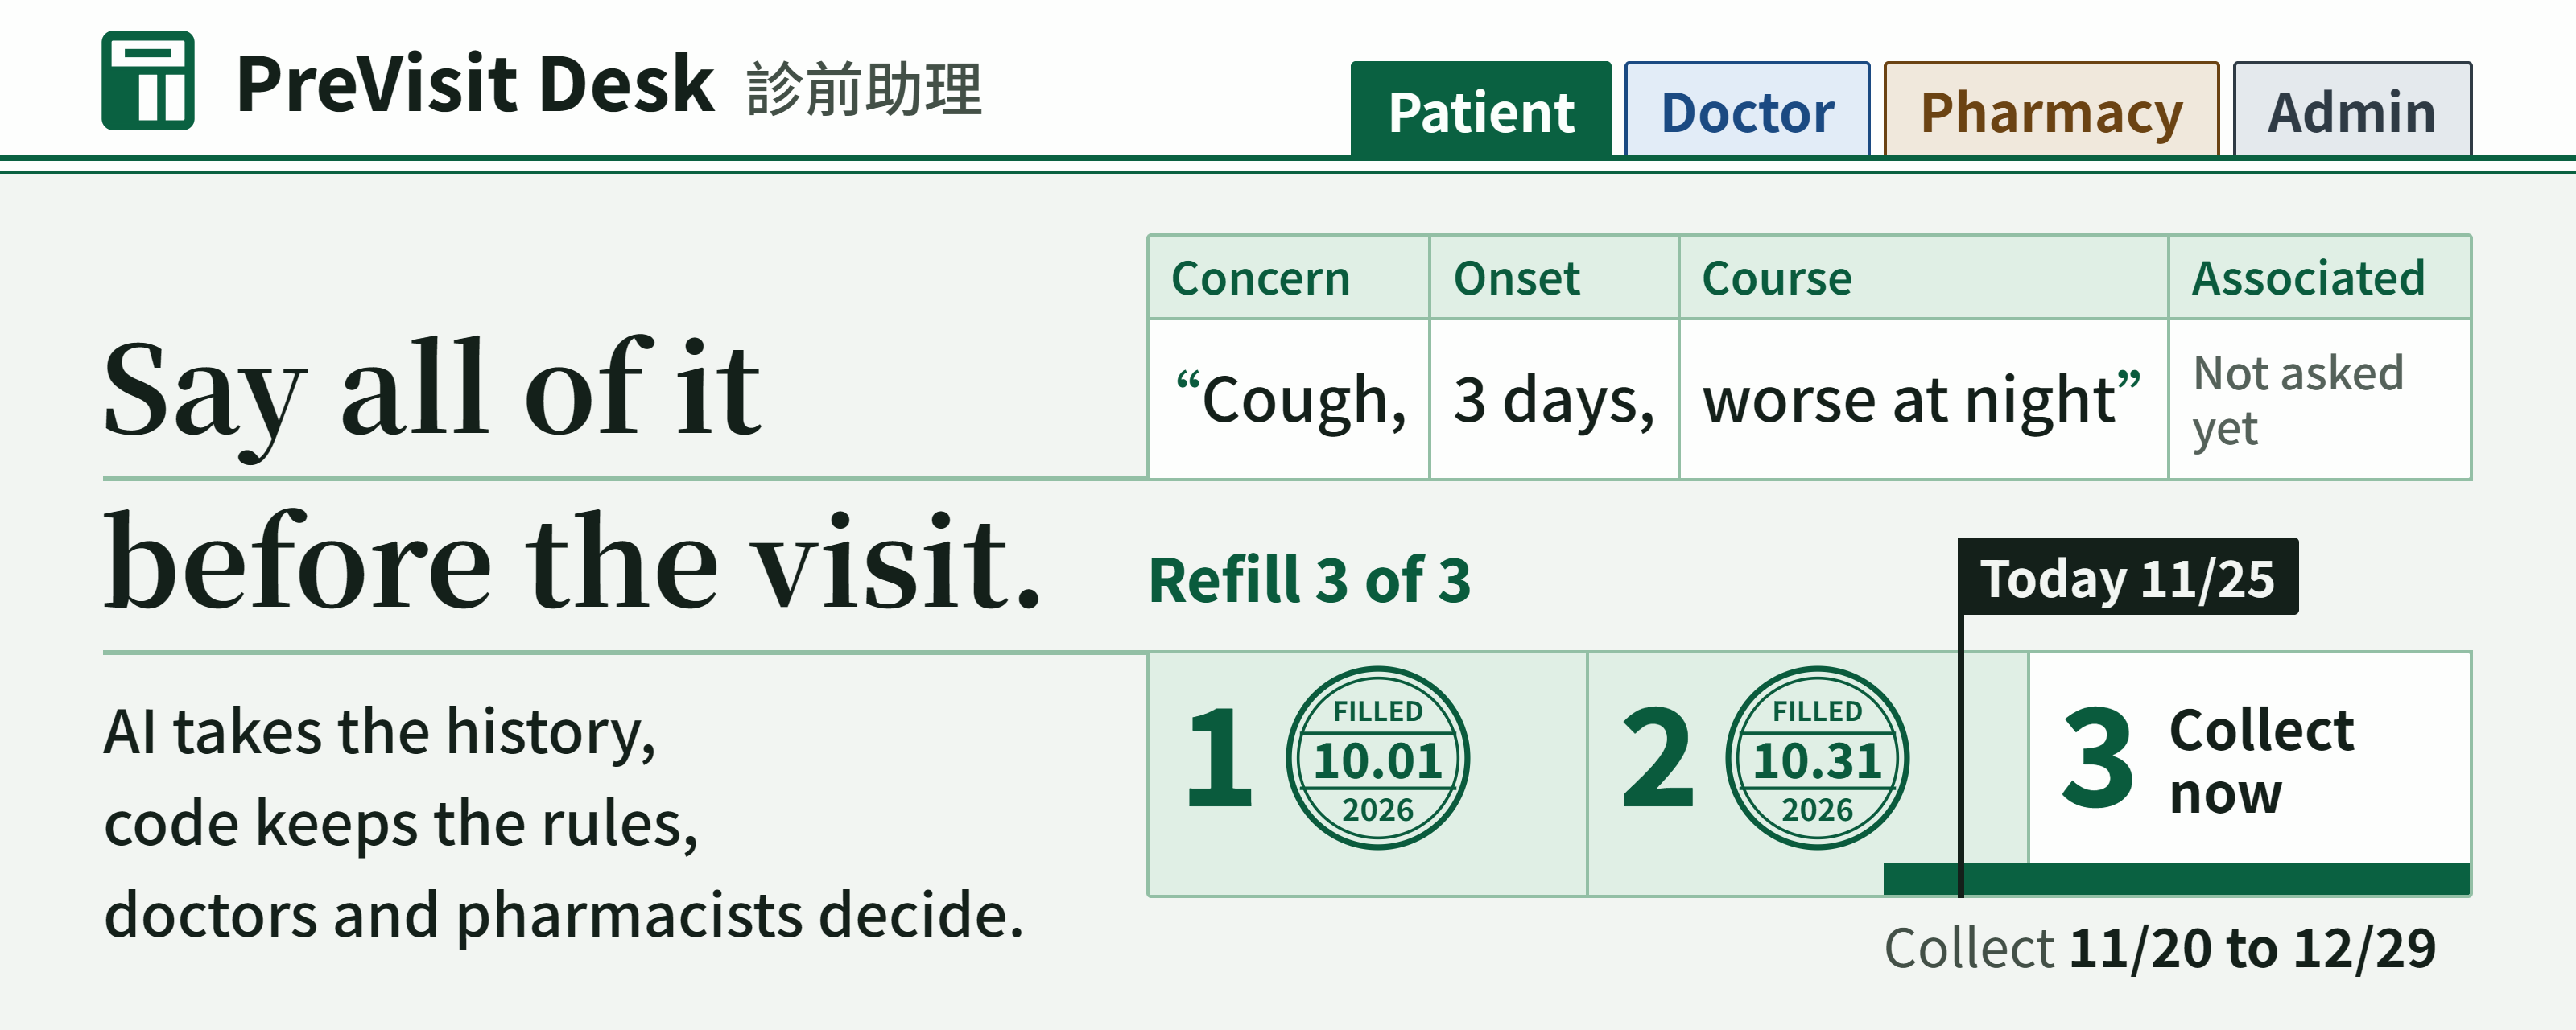 PreVisit Desk 診前助理
Patient Doctor Pharmacy Admin
Say all of it
before the visit.
AI takes the history,
code keeps the rules,
doctors and pharmacists decide.
Concern Onset Course Associated
“Cough, 3 days, worse at night” Not asked
yet
Refill 3 of 3
Today 11/25
1
FILLED
10.01
2026
2
FILLED
10.31
2026
3
Collect
now
Collect 11/20 to 12/29